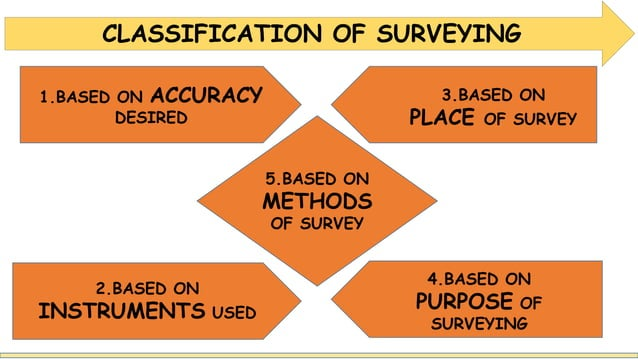 CLASSIFICATION OF SURVEYING
1.BASED ON ACCURACY
DESIRED
2.BASED ON
INSTRUMENTS USED
3.BASED ON
PLACE OF SURVEY
4.BASED ON
PURPOSE OF
SURVEYING
5.BASED ON
METHODS
OF SURVEY